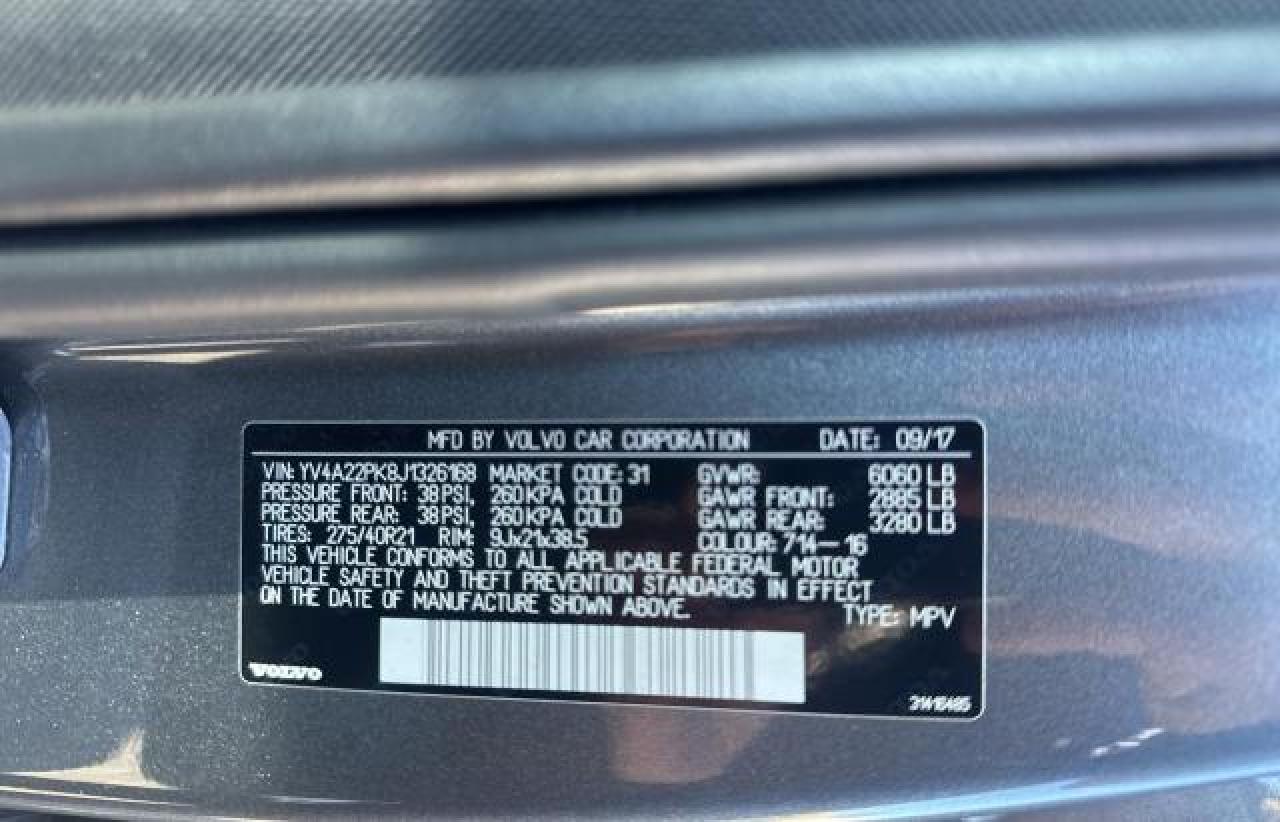 MFD BY VOLVO CAR CORPORATION DATE: 09/17
VIN: YV4A22PK8J1326168 MARKET CODE: 31 GVWR: 6060 LB
PRESSURE FRONT: 38 PSI, 260 KPA COLD GAWR FRONT: 2885 LB
PRESSURE REAR: 38 PSI, 260 KPA COLD GAWR REAR: 3280 LB
TIRES: 275/40R21 RIM: 9Jx21x38.5 COLOUR: 714-16
THIS VEHICLE CONFORMS TO ALL APPLICABLE FEDERAL MOTOR
VEHICLE SAFETY AND THEFT PREVENTION STANDARDS IN EFFECT
ON THE DATE OF MANUFACTURE SHOWN ABOVE.
TYPE: MPV
VOLVO
31416485